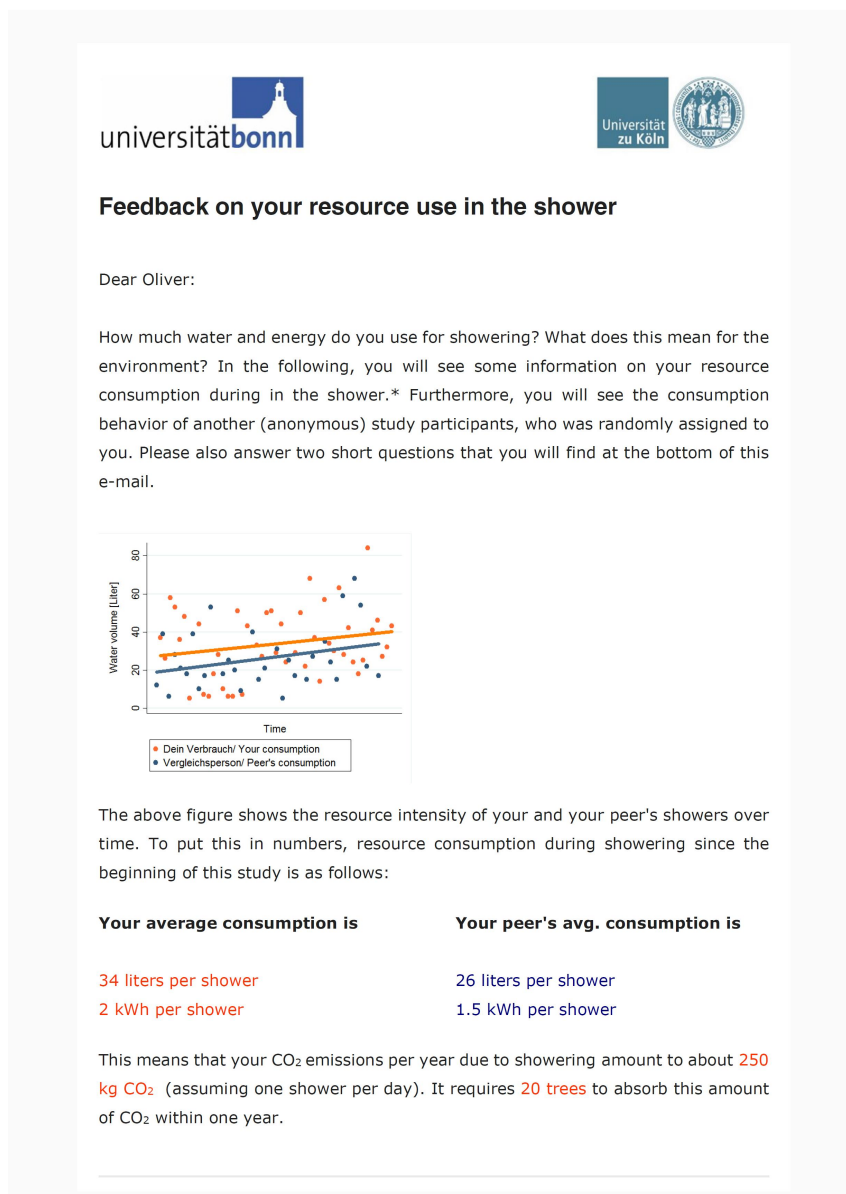 universitätbonn
Universität
zu Köln
Feedback on your resource use in the shower
Dear Oliver:
How much water and energy do you use for showering? What does this mean for the
environment? In the following, you will see some information on your resource
consumption during in the shower.* Furthermore, you will see the consumption
behavior of another (anonymous) study participants, who was randomly assigned to
you. Please also answer two short questions that you will find at the bottom of this
e-mail.
Water volume [Liter]
80
60
40
20
0
Time
Dein Verbrauch/ Your consumption
Vergleichsperson/ Peer's consumption
The above figure shows the resource intensity of your and your peer's showers over
time. To put this in numbers, resource consumption during showering since the
beginning of this study is as follows:
Your average consumption is
34 liters per shower
2 kWh per shower
Your peer's avg. consumption is
26 liters per shower
1.5 kWh per shower
This means that your CO2 emissions per year due to showering amount to about 250
kg CO2 (assuming one shower per day). It requires 20 trees to absorb this amount
of CO2 within one year.